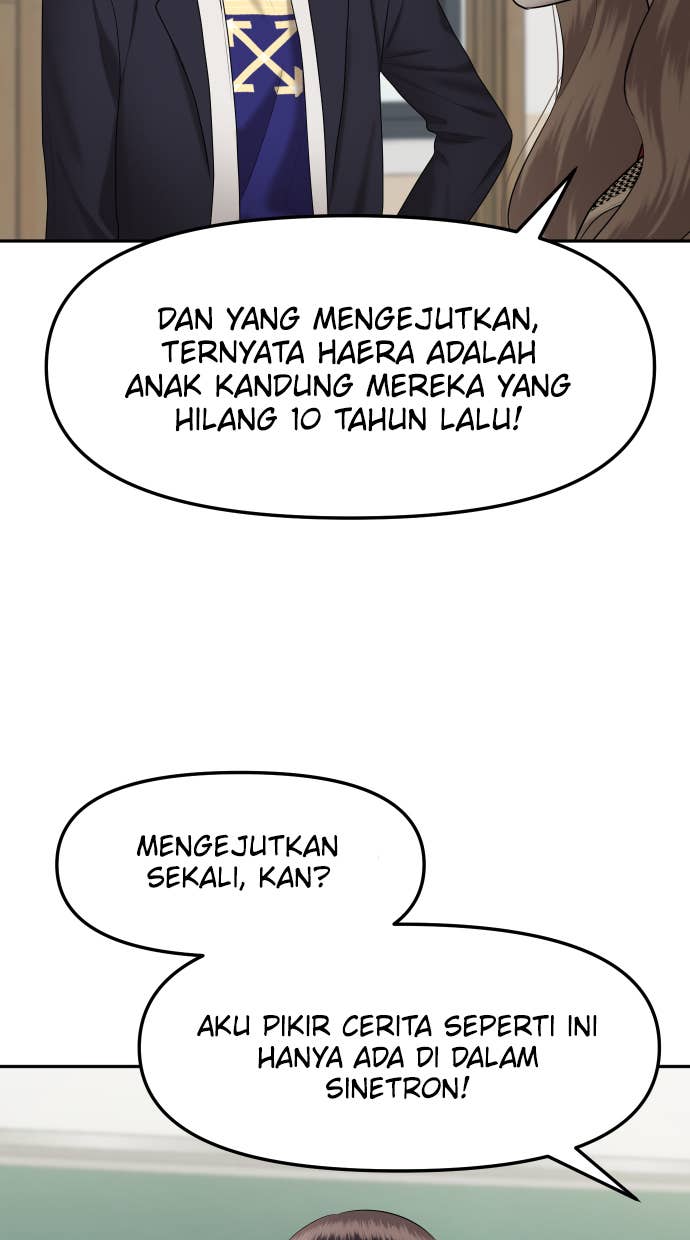 DAN YANG MENGEJUTKAN,
TERNYATA HAERA ADALAH
ANAK KANDUNG MEREKA YANG
HILANG 10 TAHUN LALU!
MENGEJUTKAN
SEKALI, KAN?
AKU PIKIR CERITA SEPERTI INI
HANYA ADA DI DALAM
SINETRON!